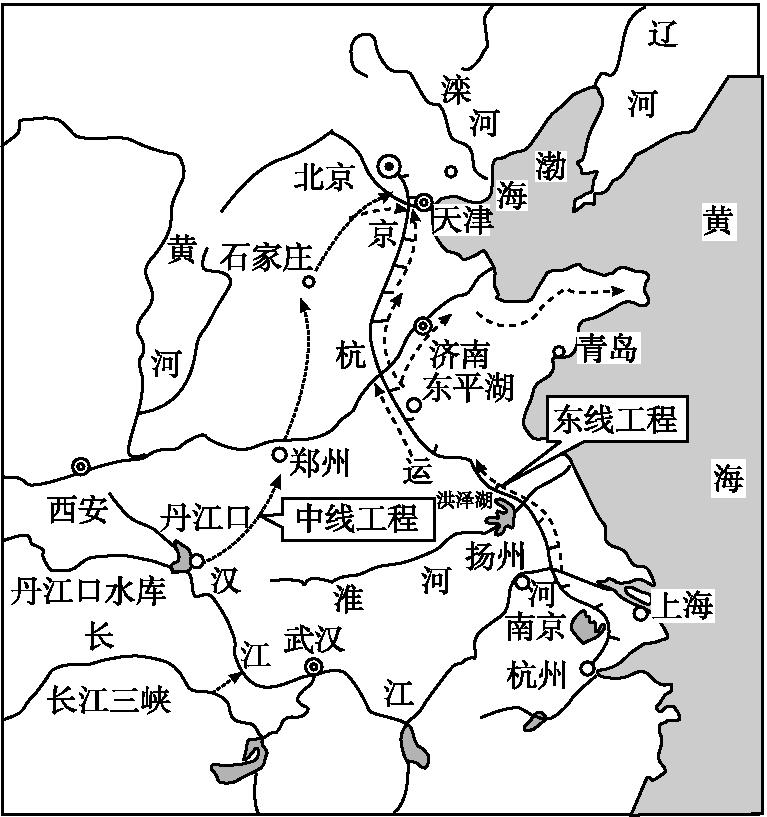 辽河
滦河
渤海
黄海
北京
天津
京杭运河
石家庄
黄河
济南
东平湖
青岛
东线工程
郑州
西安
丹江口
中线工程
洪泽湖
扬州
丹江口水库
汉江
淮河
上海
南京
武汉
长江
杭州
长江三峡